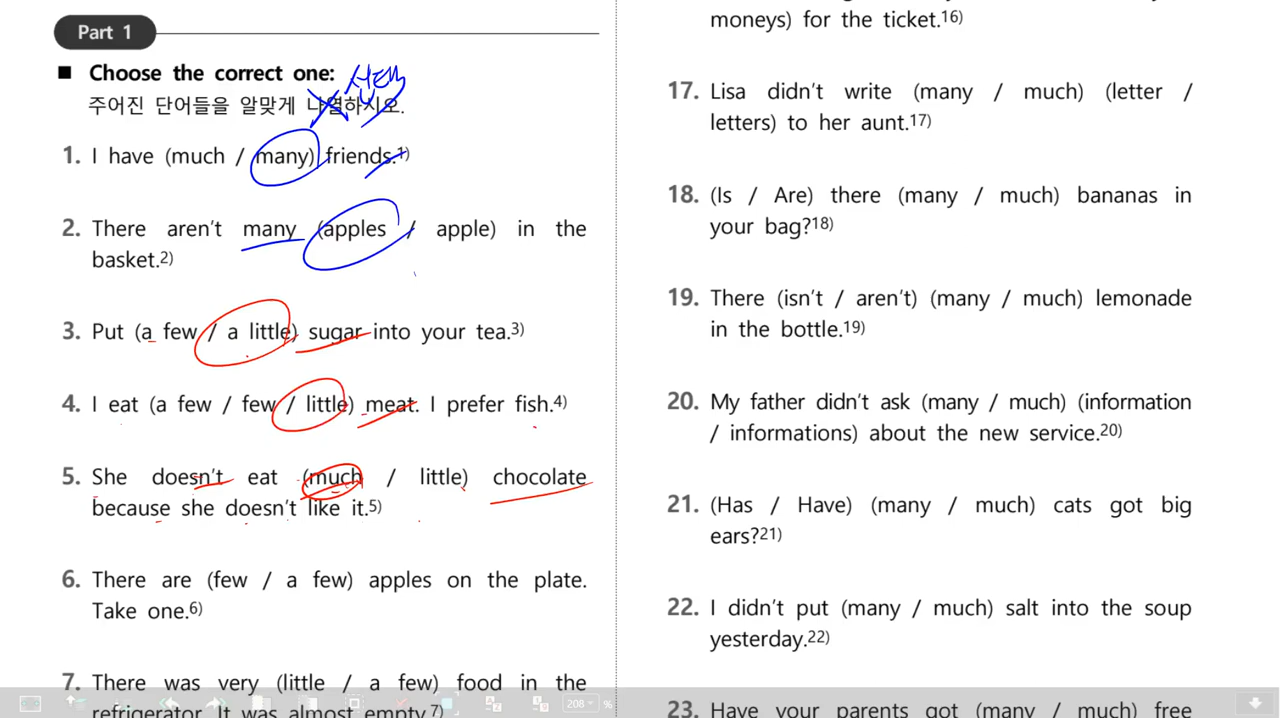 Part 1
■ Choose the correct one:
주어진 단어들을 알맞게 나열하시오.
1. I have (much / many) friends.1)
2. There aren't many (apples / apple) in the
basket.2)
3. Put (a few / a little) sugar into your tea.3)
4. I eat (a few / few / little) meat. I prefer fish.4)
5. She doesn't eat (much / little) chocolate
because she doesn't like it.5)
6. There are (few / a few) apples on the plate.
Take one.6)
7. There was very (little / a few) food in the
refrigerator. It was almost empty.7)
moneys) for the ticket.16)
17. Lisa didn't write (many / much) (letter /
letters) to her aunt.17)
18. (Is / Are) there (many / much) bananas in
your bag?18)
19. There (isn't / aren't) (many / much) lemonade
in the bottle.19)
20. My father didn't ask (many / much) (information
/ informations) about the new service.20)
21. (Has / Have) (many / much) cats got big
ears?21)
22. I didn't put (many / much) salt into the soup
yesterday.22)
23. Have your parents got (many / much) free
208 %